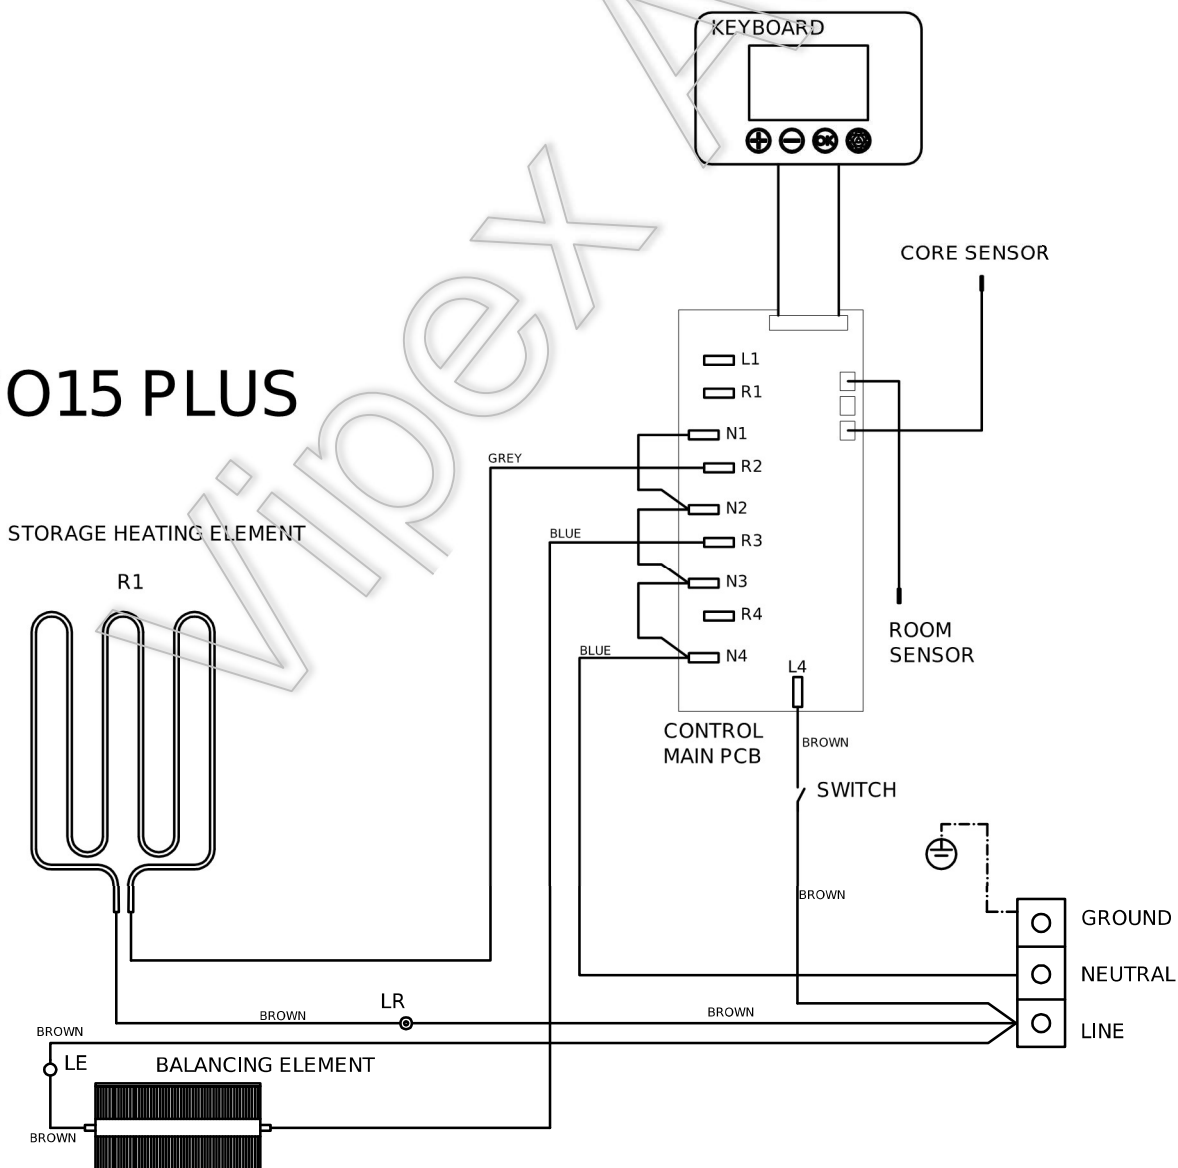 KEYBOARD
OK
CORE SENSOR
L1
R1
O15 PLUS
N1
GREY
R2
N2
STORAGE HEATING ELEMENT
BLUE
R3
R1
N3
R4
ROOM
SENSOR
BLUE
N4
L4
CONTROL
MAIN PCB
BROWN
SWITCH
BROWN
GROUND
NEUTRAL
LR
BROWN
BROWN
LINE
BROWN
LE
BALANCING ELEMENT
BROWN
Vipex A